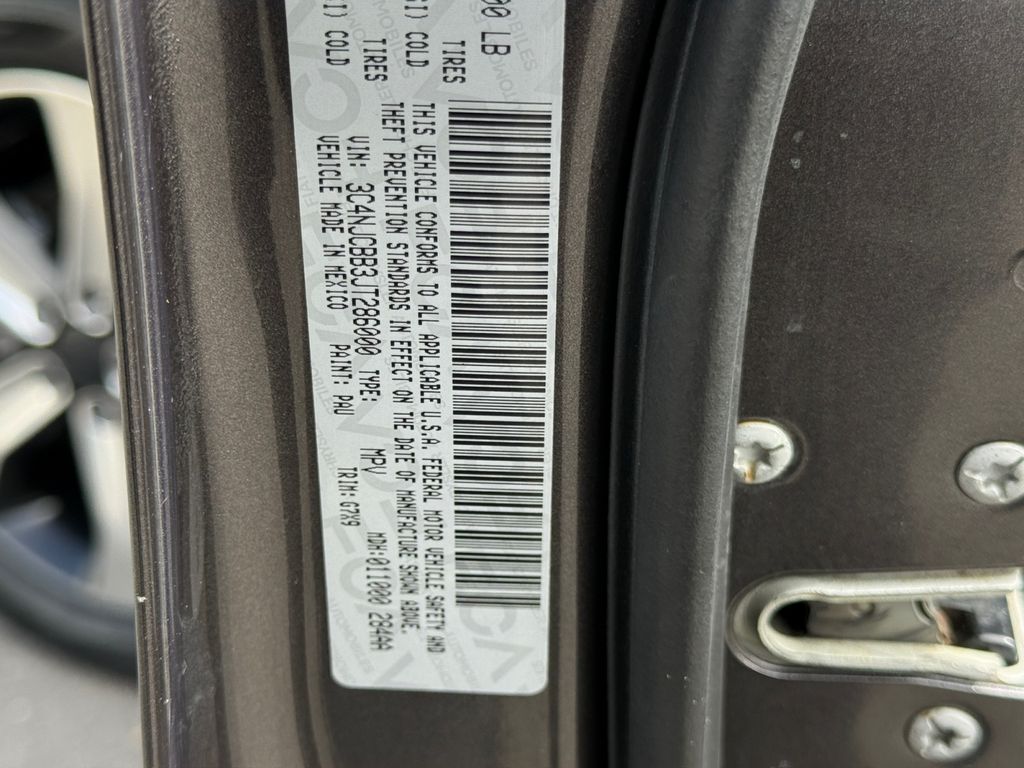 00 LB
TIRES
SI) COLD
TIRES
SI) COLD
THIS VEHICLE CONFORMS TO ALL APPLICABLE U.S.A. FEDERAL MOTOR VEHICLE SAFETY AND
THEFT PREVENTION STANDARDS IN EFFECT ON THE DATE OF MANUFACTURE SHOWN ABOVE.
VIN: 3C4NJCBB3JT286000 TYPE: MPV MDH:011000 284AA
VEHICLE MADE IN MEXICO PAINT: PAU TRIM: G7X9